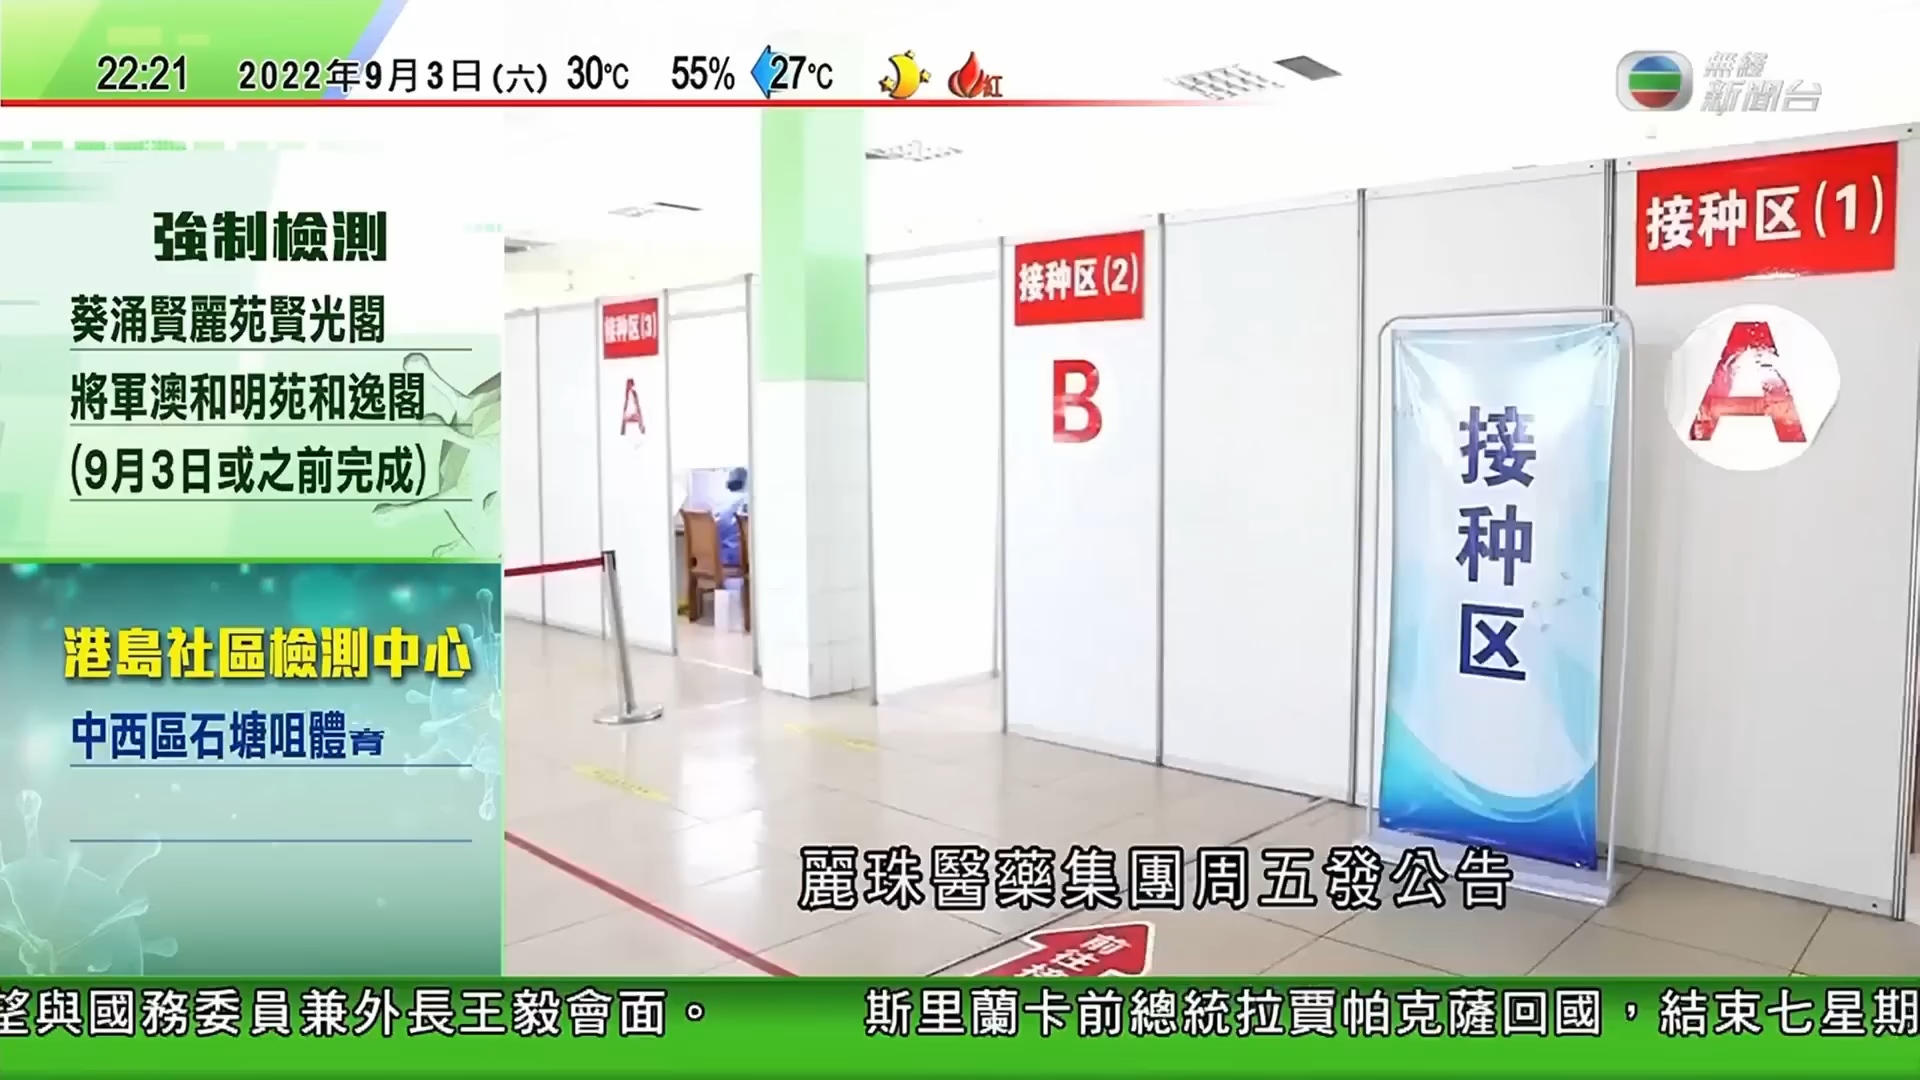 22:21 2022年9月3日(六) 30℃ 55% 27℃ 紅
無綫
新聞台
強制檢測
葵涌賢麗苑賢光閣
將軍澳和明苑和逸閣
(9月3日或之前完成)
港島社區檢測中心
中西區石塘咀體育
接种区(3)
A
接种区(2)
B
接种区(1)
A
接种区
前往接
麗珠醫藥集團周五發公告
望與國務委員兼外長王毅會面。 斯里蘭卡前總統拉賈帕克薩回國，結束七星期